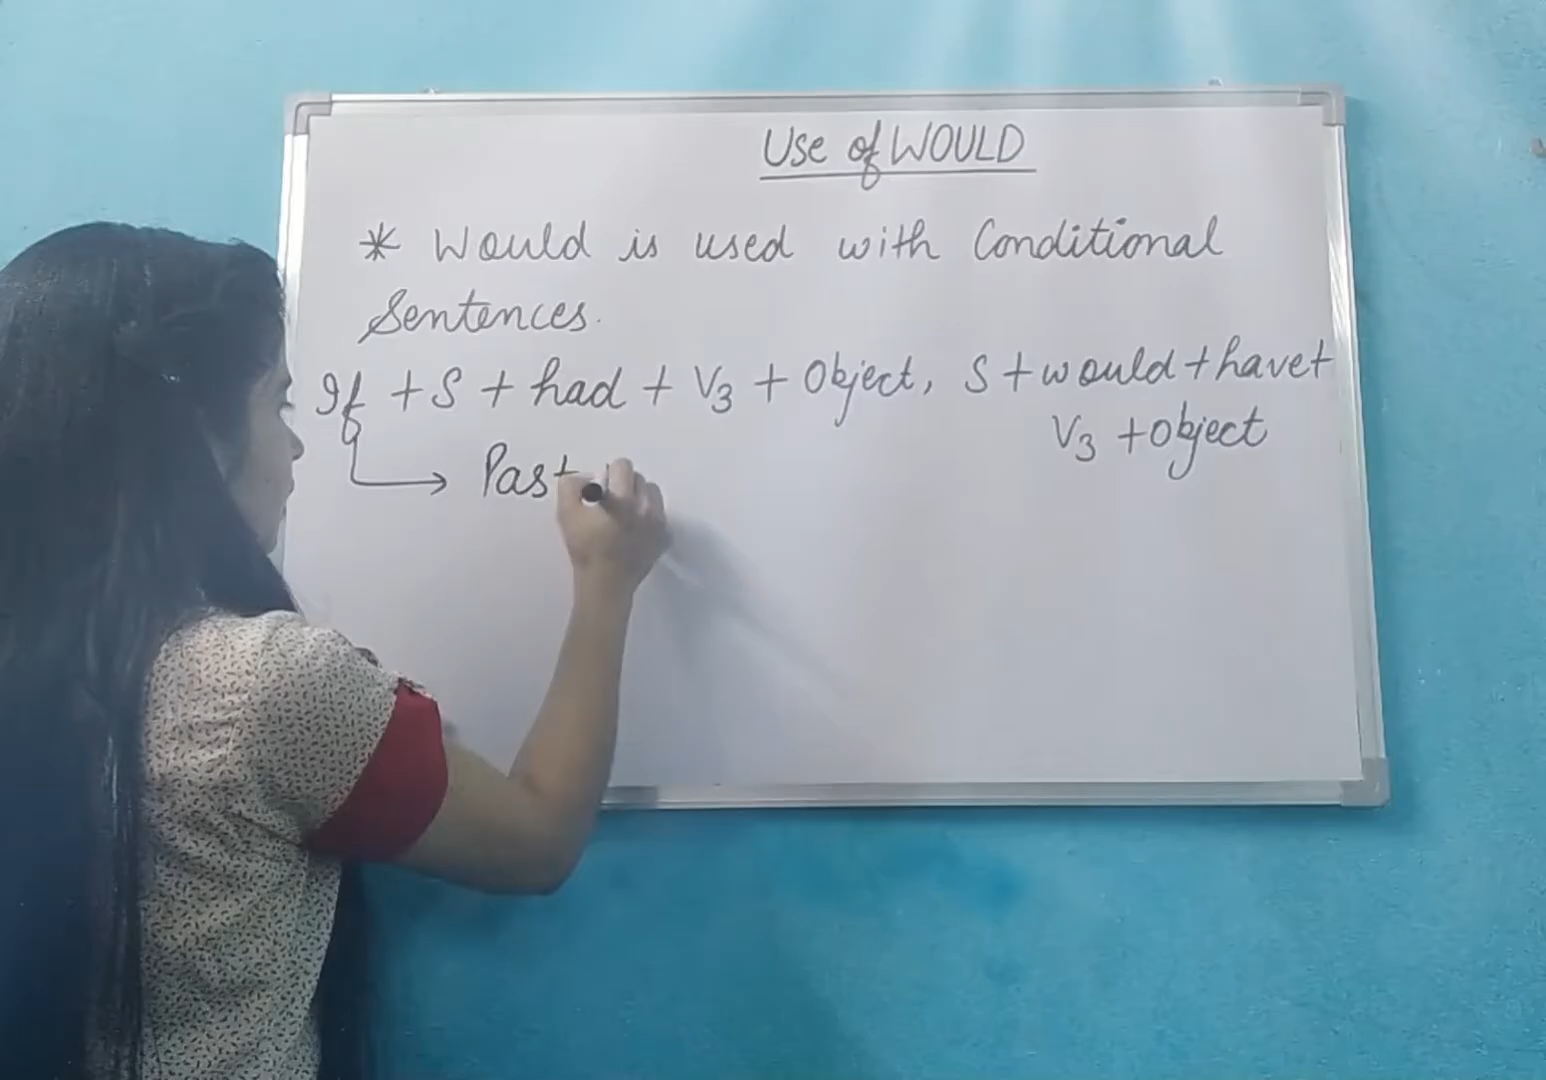 Use of WOULD
* Would is used with Conditional
Sentences.
If + S + had + V3 + Object, S + would + have +
V3 + Object
Past